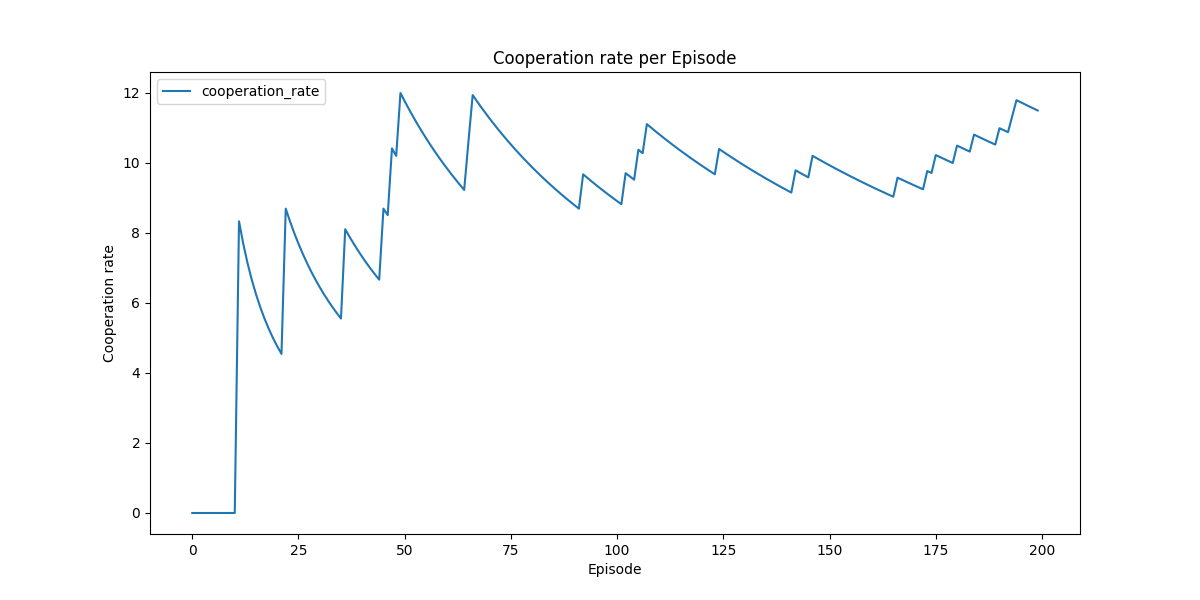 Cooperation rate per Episode
cooperation_rate
Cooperation rate
12
10
8
6
4
2
0
0 25 50 75 100 125 150 175 200
Episode